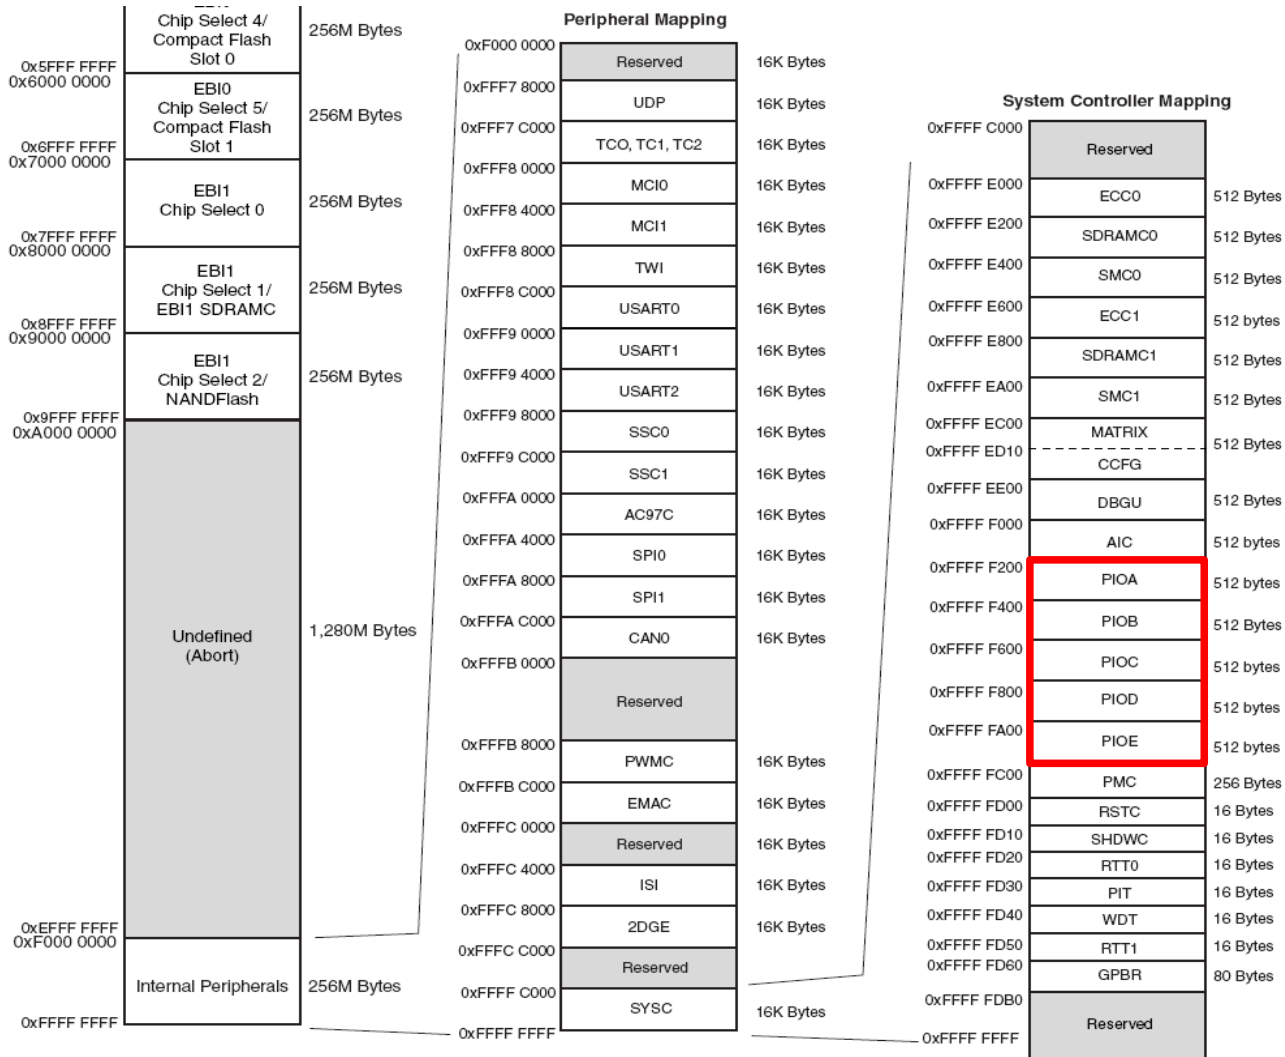 Chip Select 4/
Compact Flash
Slot 0
256M Bytes
0x5FFF FFFF
0x6000 0000
EBI0
Chip Select 5/
Compact Flash
Slot 1
256M Bytes
0x6FFF FFFF
0x7000 0000
EBI1
Chip Select 0
256M Bytes
0x7FFF FFFF
0x8000 0000
EBI1
Chip Select 1/
EBI1 SDRAMC
256M Bytes
0x8FFF FFFF
0x9000 0000
EBI1
Chip Select 2/
NANDFlash
256M Bytes
0x9FFF FFFF
0xA000 0000
Undefined
(Abort)
1,280M Bytes
0xEFFF FFFF
0xF000 0000
Internal Peripherals
256M Bytes
0xFFFF FFFF
Peripheral Mapping
0xF000 0000
Reserved
16K Bytes
0xFFF7 8000
UDP
16K Bytes
0xFFF7 C000
TCO, TC1, TC2
16K Bytes
0xFFF8 0000
MCI0
16K Bytes
0xFFF8 4000
MCI1
16K Bytes
0xFFF8 8000
TWI
16K Bytes
0xFFF8 C000
USART0
16K Bytes
0xFFF9 0000
USART1
16K Bytes
0xFFF9 4000
USART2
16K Bytes
0xFFF9 8000
SSC0
16K Bytes
0xFFF9 C000
SSC1
16K Bytes
0xFFFA 0000
AC97C
16K Bytes
0xFFFA 4000
SPI0
16K Bytes
0xFFFA 8000
SPI1
16K Bytes
0xFFFA C000
CAN0
16K Bytes
0xFFFB 0000
Reserved
0xFFFB 8000
PWMC
16K Bytes
0xFFFB C000
EMAC
16K Bytes
0xFFFC 0000
Reserved
16K Bytes
0xFFFC 4000
ISI
16K Bytes
0xFFFC 8000
2DGE
16K Bytes
0xFFFC C000
Reserved
0xFFFF C000
SYSC
16K Bytes
0xFFFF FFFF
System Controller Mapping
0xFFFF C000
Reserved
0xFFFF E000
ECC0
512 Bytes
0xFFFF E200
SDRAMC0
512 Bytes
0xFFFF E400
SMC0
512 Bytes
0xFFFF E600
ECC1
512 bytes
0xFFFF E800
SDRAMC1
512 Bytes
0xFFFF EA00
SMC1
512 Bytes
0xFFFF EC00
MATRIX
512 Bytes
0xFFFF ED10
CCFG
0xFFFF EE00
DBGU
512 Bytes
0xFFFF F000
AIC
512 bytes
0xFFFF F200
PIOA
512 bytes
0xFFFF F400
PIOB
512 Bytes
0xFFFF F600
PIOC
512 bytes
0xFFFF F800
PIOD
512 bytes
0xFFFF FA00
PIOE
512 bytes
0xFFFF FC00
PMC
256 Bytes
0xFFFF FD00
RSTC
16 Bytes
0xFFFF FD10
SHDWC
16 Bytes
0xFFFF FD20
RTT0
16 Bytes
0xFFFF FD30
PIT
16 Bytes
0xFFFF FD40
WDT
16 Bytes
0xFFFF FD50
RTT1
16 Bytes
0xFFFF FD60
GPBR
80 Bytes
0xFFFF FDB0
Reserved
0xFFFF FFFF